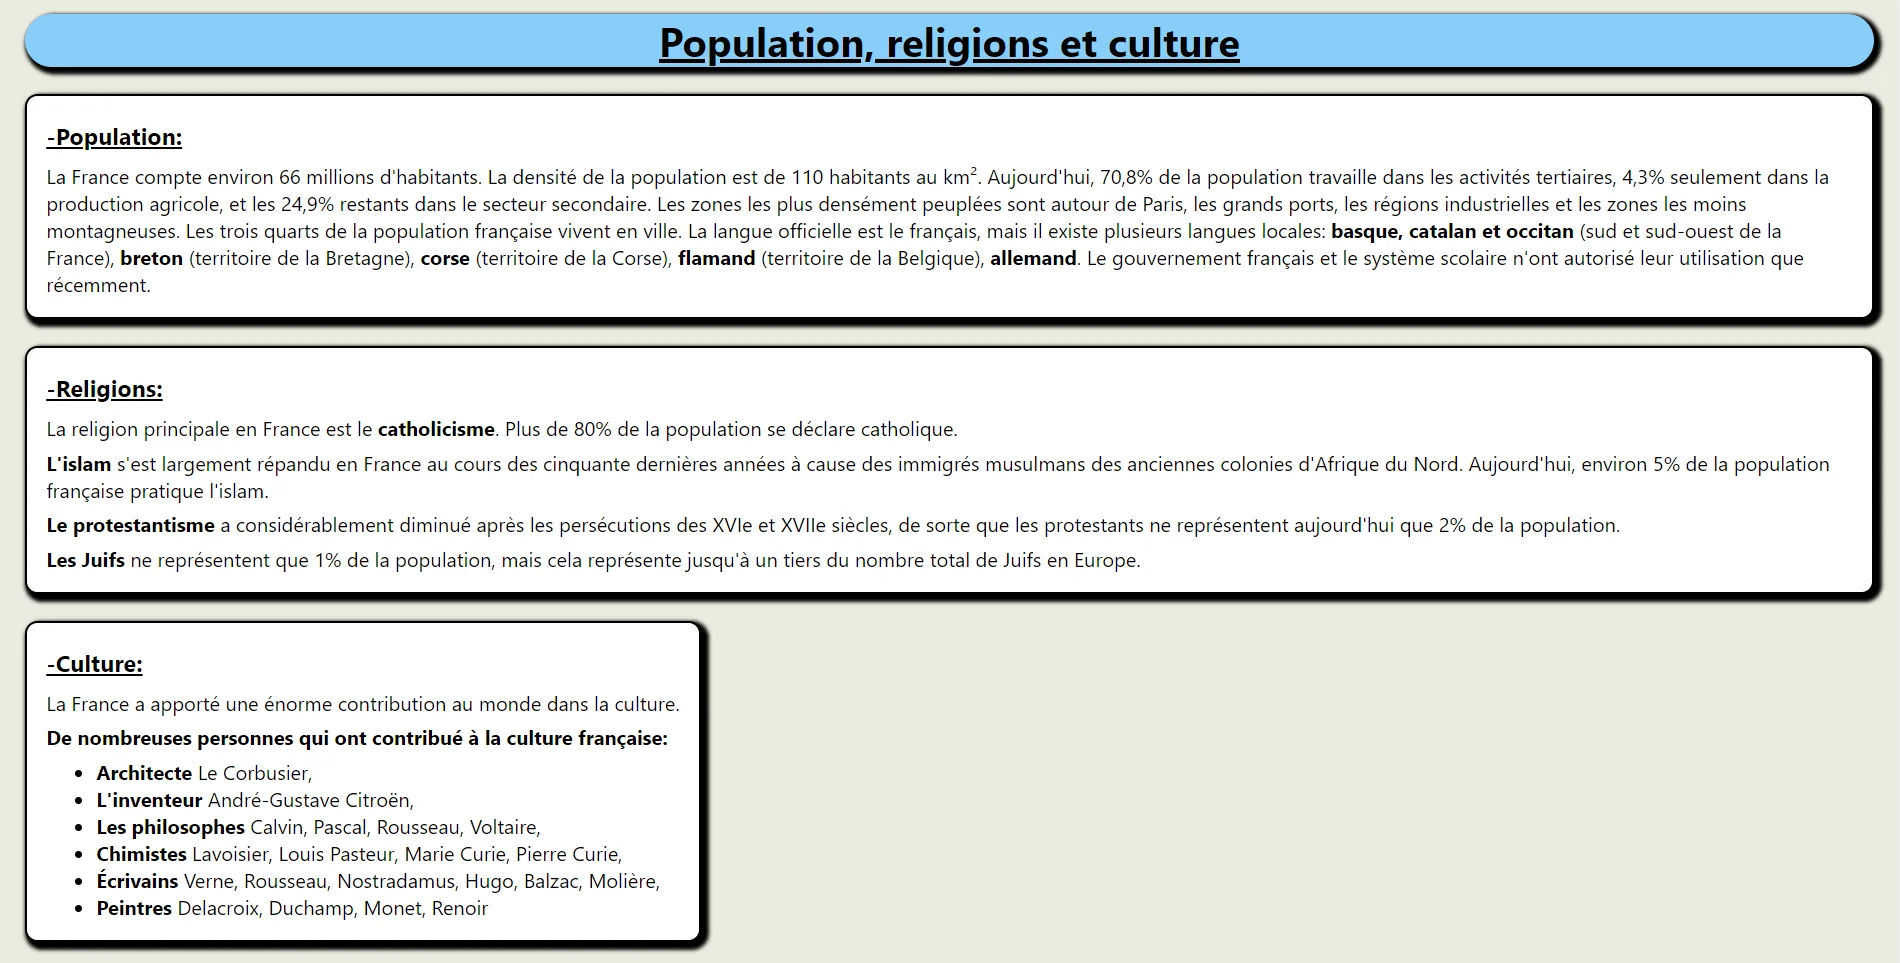 Population, religions et culture
-Population:
La France compte environ 66 millions d'habitants. La densité de la population est de 110 habitants au km². Aujourd'hui, 70,8% de la population travaille dans les activités tertiaires, 4,3% seulement dans la
production agricole, et les 24,9% restants dans le secteur secondaire. Les zones les plus densément peuplées sont autour de Paris, les grands ports, les régions industrielles et les zones les moins
montagneuses. Les trois quarts de la population française vivent en ville. La langue officielle est le français, mais il existe plusieurs langues locales: basque, catalan et occitan (sud et sud-ouest de la
France), breton (territoire de la Bretagne), corse (territoire de la Corse), flamand (territoire de la Belgique), allemand. Le gouvernement français et le système scolaire n'ont autorisé leur utilisation que
récemment.
-Religions:
La religion principale en France est le catholicisme. Plus de 80% de la population se déclare catholique.
L'islam s'est largement répandu en France au cours des cinquante dernières années à cause des immigrés musulmans des anciennes colonies d'Afrique du Nord. Aujourd'hui, environ 5% de la population
française pratique l'islam.
Le protestantisme a considérablement diminué après les persécutions des XVIe et XVIIe siècles, de sorte que les protestants ne représentent aujourd'hui que 2% de la population.
Les Juifs ne représentent que 1% de la population, mais cela représente jusqu'à un tiers du nombre total de Juifs en Europe.
-Culture:
La France a apporté une énorme contribution au monde dans la culture.
De nombreuses personnes qui ont contribué à la culture française:
• Architecte Le Corbusier,
• L'inventeur André-Gustave Citroën,
• Les philosophes Calvin, Pascal, Rousseau, Voltaire,
• Chimistes Lavoisier, Louis Pasteur, Marie Curie, Pierre Curie,
• Écrivains Verne, Rousseau, Nostradamus, Hugo, Balzac, Molière,
• Peintres Delacroix, Duchamp, Monet, Renoir